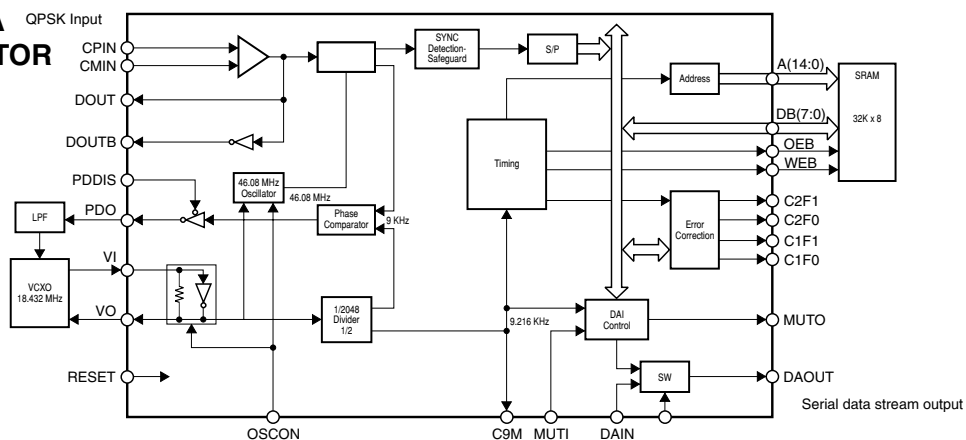 QPSK Input
TOR
CPIN
CMIN
DOUT
DOUTB
PDDIS
PDO
LPF
VI
VCXO
18.432 MHz
VO
RESET
SYNC
Detection-
Safeguard
S/P
Address
A(14:0)
SRAM
32K x 8
DB(7:0)
OEB
WEB
Timing
46.08 MHz
Oscillator
46.08 MHz
Phase
Comparator
9 KHz
Error
Correction
C2F1
C2F0
C1F1
C1F0
1/2048
Divider
1/2
9.216 KHz
DAI
Control
MUTO
SW
DAOUT
Serial data stream output
OSCON
C9M
MUTI
DAIN